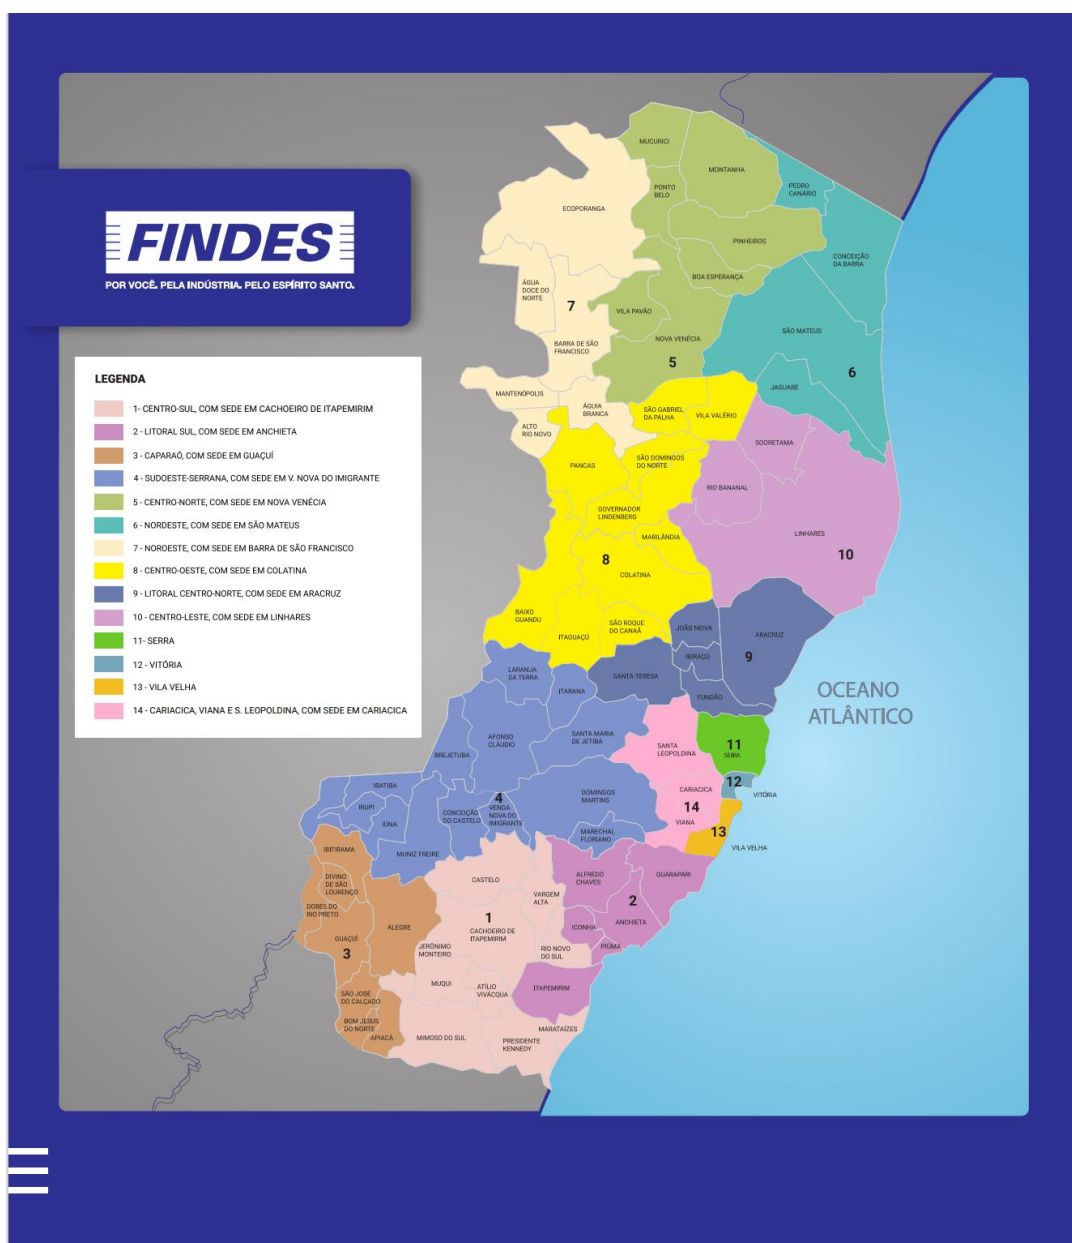 FINDES
POR VOCÊ. PELA INDÚSTRIA. PELO ESPÍRITO SANTO.
LEGENDA
1- CENTRO-SUL, COM SEDE EM CACHOEIRO DE ITAPEMIRIM
2 - LITORAL SUL, COM SEDE EM ANCHIETA
3 - CAPARAÓ, COM SEDE EM GUAÇUÍ
4 - SUDOESTE-SERRANA, COM SEDE EM V. NOVA DO IMIGRANTE
5 - CENTRO-NORTE, COM SEDE EM NOVA VENÉCIA
6 - NORDESTE, COM SEDE EM SÃO MATEUS
7 - NOROESTE, COM SEDE EM BARRA DE SÃO FRANCISCO
8 - CENTRO-OESTE, COM SEDE EM COLATINA
9 - LITORAL CENTRO-NORTE, COM SEDE EM ARACRUZ
10 - CENTRO-LESTE, COM SEDE EM LINHARES
11- SERRA
12 - VITÓRIA
13 - VILA VELHA
14 - CARIACICA, VIANA E S. LEOPOLDINA, COM SEDE EM CARIACICA
MUCURICI
MONTANHA
PONTO
BELO
PEDRO
CANÁRIO
ECOPORANGA
PINHEIROS
CONCEIÇÃO
DA BARRA
BOA ESPERANÇA
ÁGUA
DOCE DO
NORTE
7
VILA PAVÃO
SÃO MATEUS
NOVA VENÉCIA
BARRA DE SÃO
FRANCISCO
5
6
JAGUARÉ
MANTENÓPOLIS
ÁGUIA
BRANCA
SÃO GABRIEL
DA PALHA
VILA VALÉRIO
ALTO
RIO NOVO
SOORETAMA
PANCAS
SÃO DOMINGOS
DO NORTE
RIO BANANAL
GOVERNADOR
LINDENBERG
LINHARES
MARILÂNDIA
10
8
COLATINA
BAIXO
GUANDU
ITAGUAÇÚ
SÃO ROQUE
DO CANAÃ
JOÃO NEIVA
ARACRUZ
IBIRAÇÚ
9
LARANJA
DA TERRA
SANTA TERESA
ITARANA
FUNDÃO
OCEANO
ATLÂNTICO
AFONSO
CLÁUDIO
SANTA MARIA
DE JETIBÁ
SANTA
LEOPOLDINA
11
SERRA
BREJETUBA
IBATIBA
12
CARIACICA
VITÓRIA
4
VENDA
NOVA DO
IMIGRANTE
DOMINGOS
MARTINS
IRUPI
CONCEIÇÃO
DO CASTELO
14
IÚNA
VIANA
13
MARECHAL
FLORIANO
VILA VELHA
IBITIRAMA
MUNIZ FREIRE
DIVINO
DE SÃO
LOURENÇO
CASTELO
ALFREDO
CHAVES
GUARAPARI
VARGEM
ALTA
2
DORES DO
RIO PRETO
1
ANCHIETA
ALEGRE
CACHOEIRO DE
ITAPEMIRIM
ICONHA
GUAÇUÍ
JERÔNIMO
MONTEIRO
RIO NOVO
DO SUL
PIÚMA
3
MUQUI
ATÍLIO
VIVÁCQUA
ITAPEMIRIM
SÃO JOSÉ
DO CALÇADO
BOM JESUS
DO NORTE
MARATAÍZES
APIACÁ
MIMOSO DO SUL
PRESIDENTE
KENNEDY